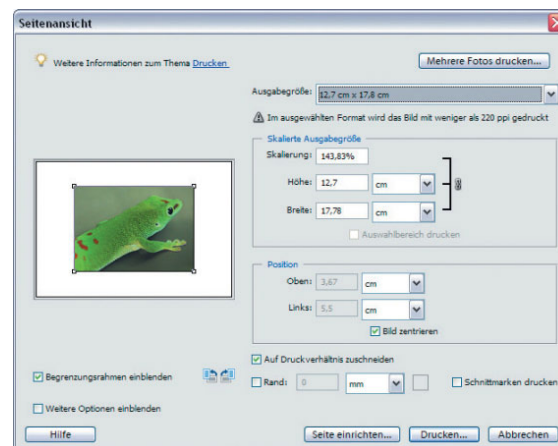 Seitenansicht
Weitere Informationen zum Thema Drucken
Mehrere Fotos drucken...
Ausgabegröße: 12,7 cm x 17,8 cm
Im ausgewählten Format wird das Bild mit weniger als 220 ppi gedruckt
Skalierte Ausgabegröße
Skalierung: 143,83%
Höhe: 12,7 cm
Breite: 17,78 cm
Auswahlbereich drucken
Position
Oben: 3,67 cm
Links: 5,5 cm
Bild zentrieren
Auf Druckverhältnis zuschneiden
Begrenzungsrahmen einblenden
Rand: 0 mm Schnittmarken drucken
Weitere Optionen einblenden
Hilfe Seite einrichten... Drucken... Abbrechen